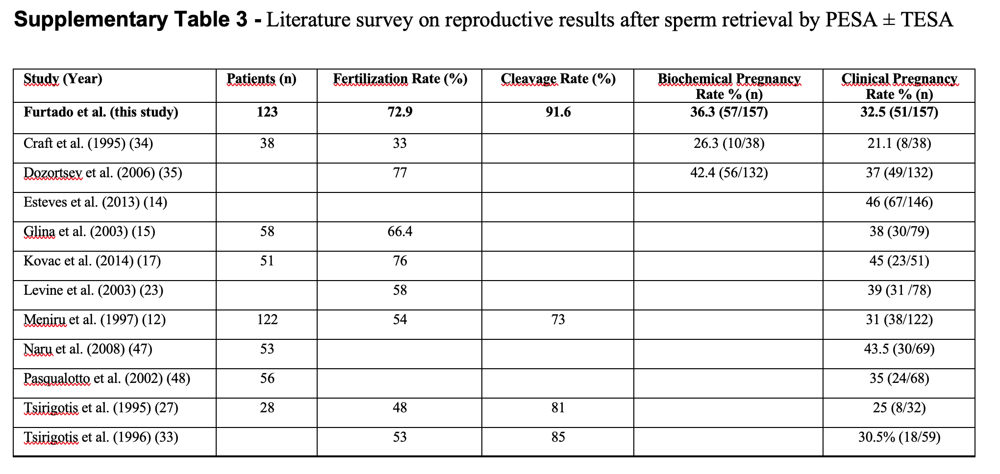 Supplementary Table 3 - Literature survey on reproductive results after sperm retrieval by PESA ± TESA
Study (Year) Patients (n) Fertilization Rate (%) Cleavage Rate (%) Biochemical Pregnancy Rate % (n) Clinical Pregnancy Rate % (n)
Furtado et al. (this study) 123 72.9 91.6 36.3 (57/157) 32.5 (51/157)
Craft et al. (1995) (34) 38 33 26.3 (10/38) 21.1 (8/38)
Dozortsev et al. (2006) (35) 77 42.4 (56/132) 37 (49/132)
Esteves et al. (2013) (14) 46 (67/146)
Glina et al. (2003) (15) 58 66.4 38 (30/79)
Kovac et al. (2014) (17) 51 76 45 (23/51)
Levine et al. (2003) (23) 58 39 (31 /78)
Meniru et al. (1997) (12) 122 54 73 31 (38/122)
Naru et al. (2008) (47) 53 43.5 (30/69)
Pasqualotto et al. (2002) (48) 56 35 (24/68)
Tsirigotis et al. (1995) (27) 28 48 81 25 (8/32)
Tsirigotis et al. (1996) (33) 53 85 30.5% (18/59)